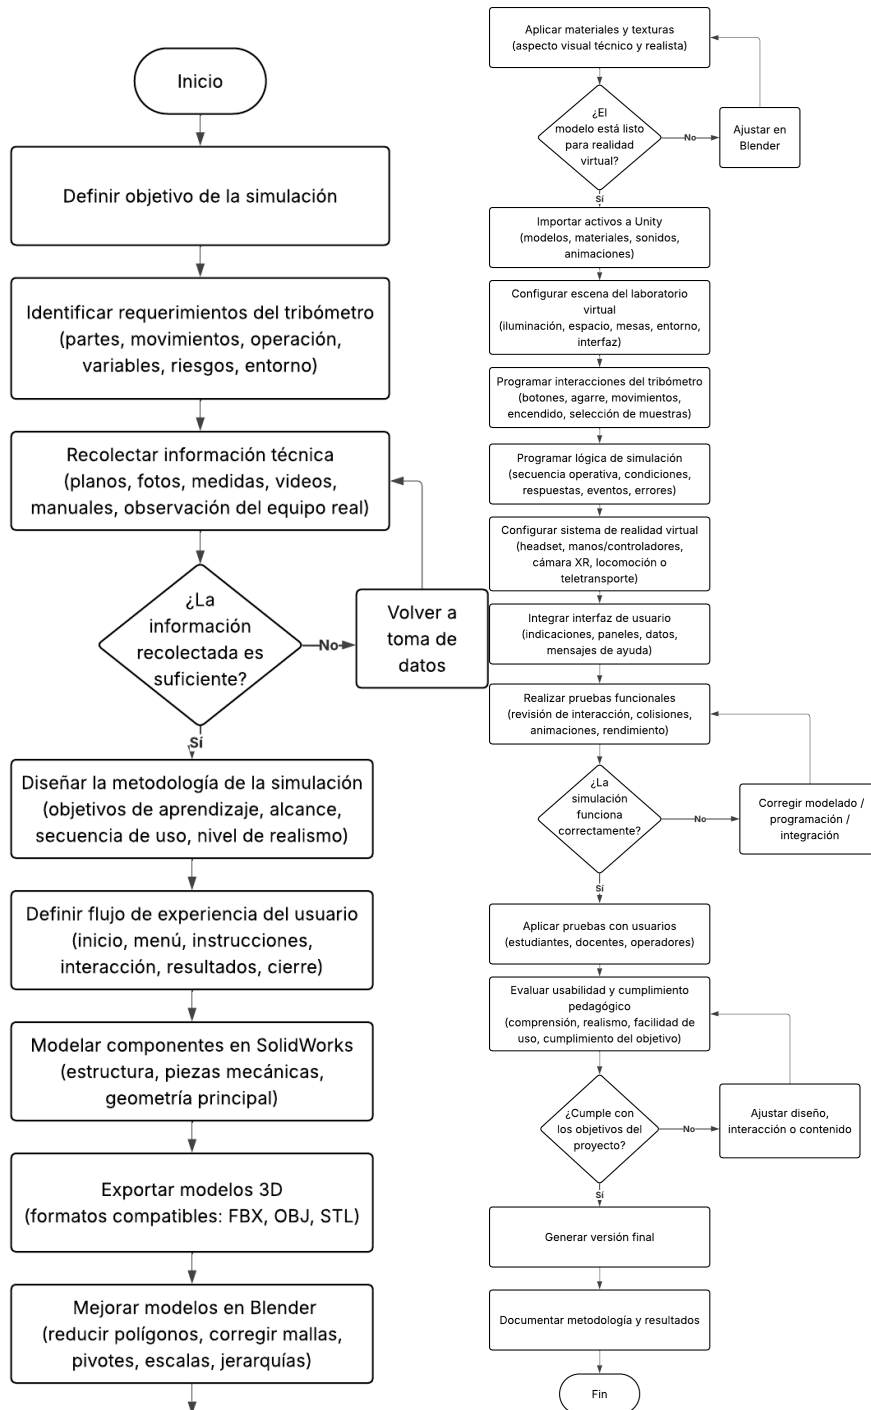 Inicio
Definir objetivo de la simulación
Identificar requerimientos del tribómetro
(partes, movimientos, operación,
variables, riesgos, entorno)
Recolectar información técnica
(planos, fotos, medidas, videos,
manuales, observación del equipo real)
¿La
información
recolectada es
suficiente?
No
Volver a
toma de
datos
Sí
Diseñar la metodología de la simulación
(objetivos de aprendizaje, alcance,
secuencia de uso, nivel de realismo)
Definir flujo de experiencia del usuario
(inicio, menú, instrucciones,
interacción, resultados, cierre)
Modelar componentes en SolidWorks
(estructura, piezas mecánicas,
geometría principal)
Exportar modelos 3D
(formatos compatibles: FBX, OBJ, STL)
Mejorar modelos en Blender
(reducir polígonos, corregir mallas,
pivotes, escalas, jerarquías)
Aplicar materiales y texturas
(aspecto visual técnico y realista)
¿El
modelo está listo
para realidad
virtual?
No
Ajustar en
Blender
Sí
Importar activos a Unity
(modelos, materiales, sonidos,
animaciones)
Configurar escena del laboratorio
virtual
(iluminación, espacio, mesas, entorno,
interfaz)
Programar interacciones del tribómetro
(botones, agarre, movimientos,
encendido, selección de muestras)
Programar lógica de simulación
(secuencia operativa, condiciones,
respuestas, eventos, errores)
Configurar sistema de realidad virtual
(headset, manos/controladores,
cámara XR, locomoción o
teletransporte)
Integrar interfaz de usuario
(indicaciones, paneles, datos,
mensajes de ayuda)
Realizar pruebas funcionales
(revisión de interacción, colisiones,
animaciones, rendimiento)
¿La
simulación
funciona
correctamente?
No
Corregir modelado /
programación /
integración
Sí
Aplicar pruebas con usuarios
(estudiantes, docentes, operadores)
Evaluar usabilidad y cumplimiento
pedagógico
(comprensión, realismo, facilidad de
uso, cumplimiento del objetivo)
¿Cumple con
los objetivos del
proyecto?
No
Ajustar diseño,
interacción o contenido
Sí
Generar versión final
Documentar metodología y resultados
Fin